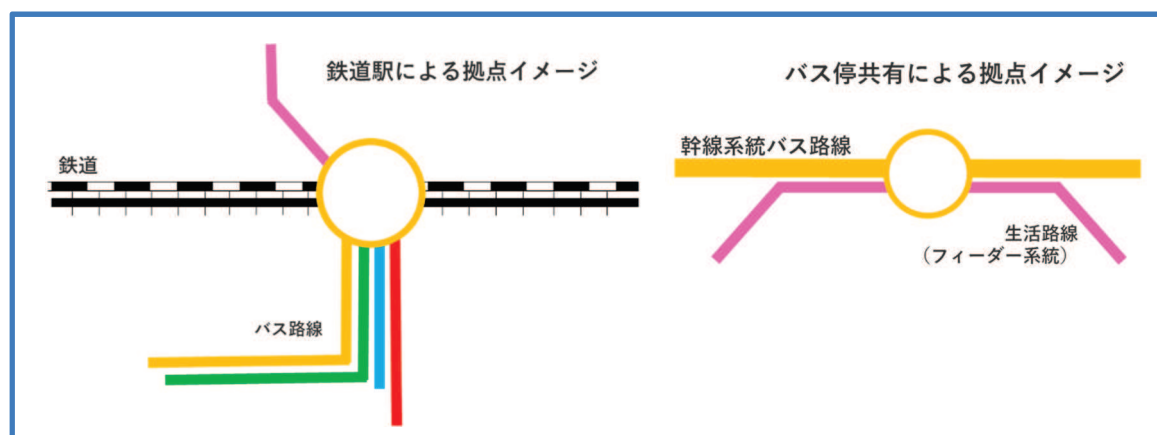 鉄道駅による拠点イメージ
鉄道
バス路線
バス停共有による拠点イメージ
幹線系統バス路線
生活路線
（フィーダー系統）